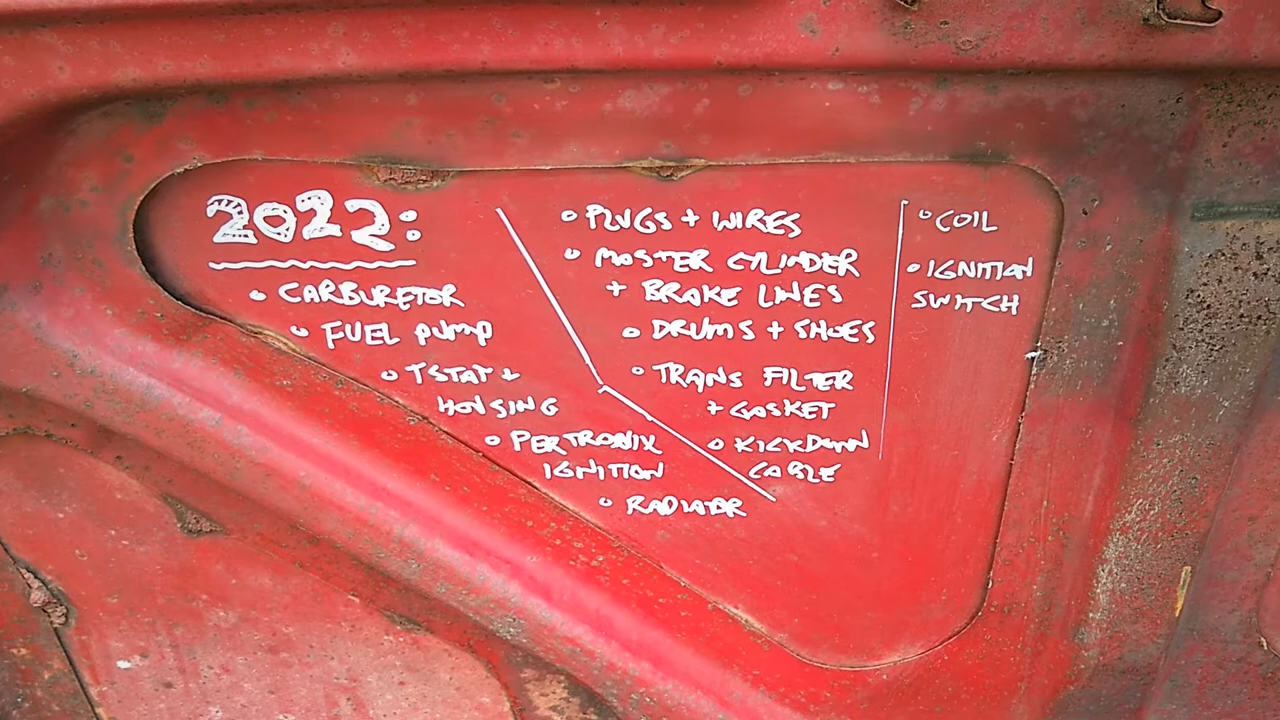 2022:
• CARBURETOR
• FUEL PUMP
• TSTAT +
HOUSING
• PERTRONIX
IGNITION
• RADIATOR
• PLUGS + WIRES
• MASTER CYLINDER
+ BRAKE LINES
• DRUMS + SHOES
• TRANS FILTER
+ GASKET
• KICKDOWN
CABLE
• COIL
• IGNITION
SWITCH